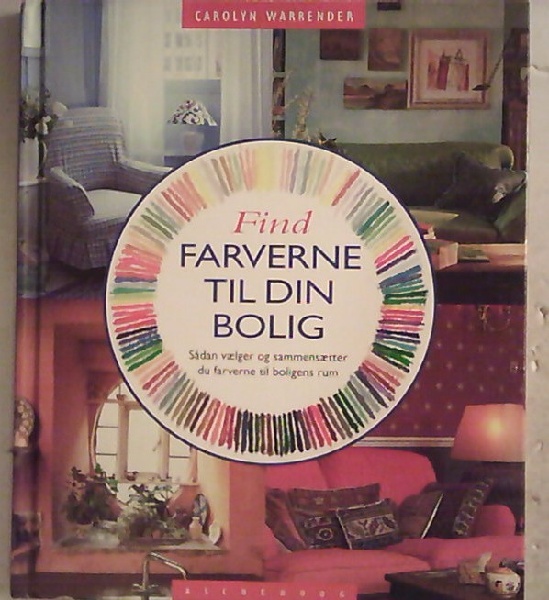 CAROLYN WARRENDER
Find
FARVERNE
TIL DIN
BOLIG
Sådan vælger og sammensætter
du farverne til boligens rum